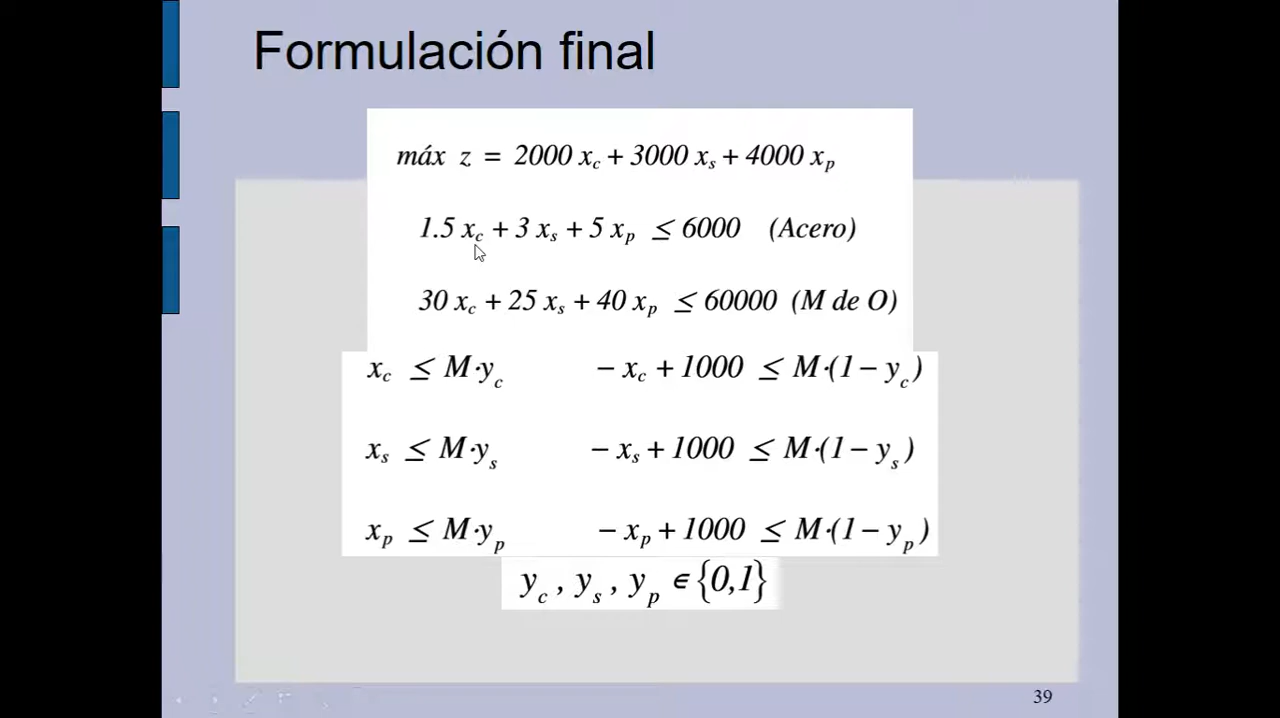 Formulación final
máx z = 2000 x_c + 3000 x_s + 4000 x_p
1.5 x_c + 3 x_s + 5 x_p ≤ 6000 (Acero)
30 x_c + 25 x_s + 40 x_p ≤ 60000 (M de O)
x_c ≤ M·y_c − x_c + 1000 ≤ M·(1 − y_c)
x_s ≤ M·y_s − x_s + 1000 ≤ M·(1 − y_s)
x_p ≤ M·y_p − x_p + 1000 ≤ M·(1 − y_p)
y_c , y_s , y_p ∈ {0,1}
39